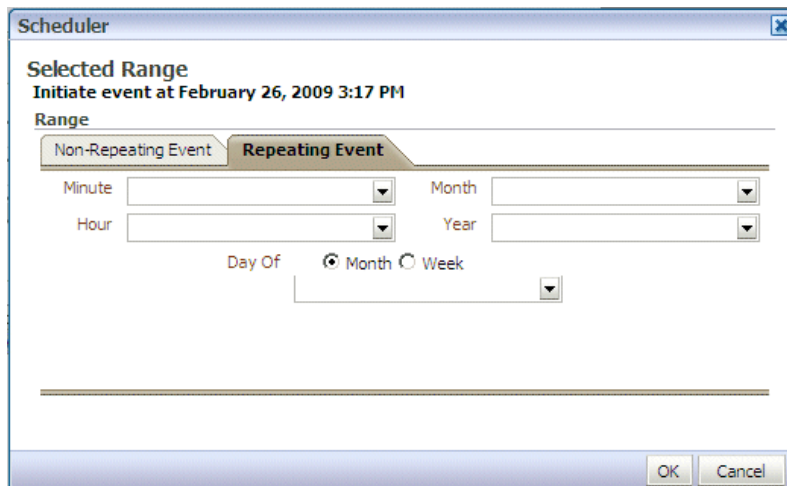 Scheduler
Selected Range
Initiate event at February 26, 2009 3:17 PM
Range
Non-Repeating Event Repeating Event
Minute Month
Hour Year
Day Of Month Week
OK Cancel